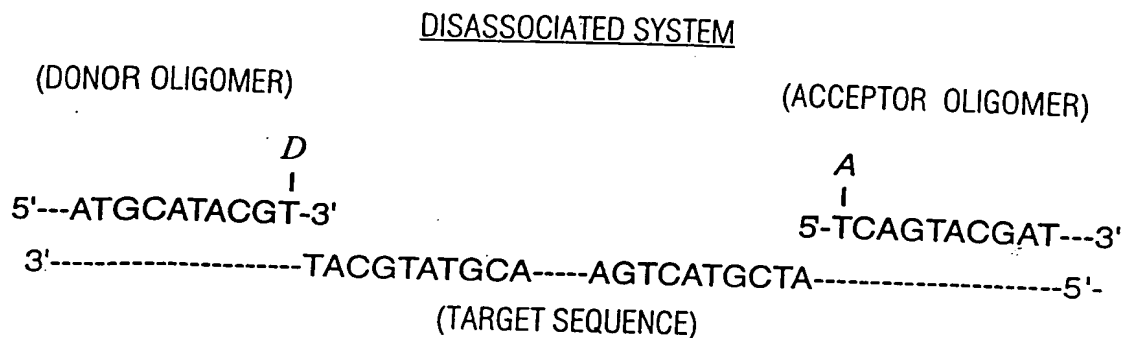 DISASSOCIATED SYSTEM
(DONOR OLIGOMER)
(ACCEPTOR OLIGOMER)
D
A
5'---ATGCATACGT-3'
5-TCAGTACGAT---3'
3'----------------------TACGTATGCA-----AGTCATGCTA----------------------5'-
(TARGET SEQUENCE)